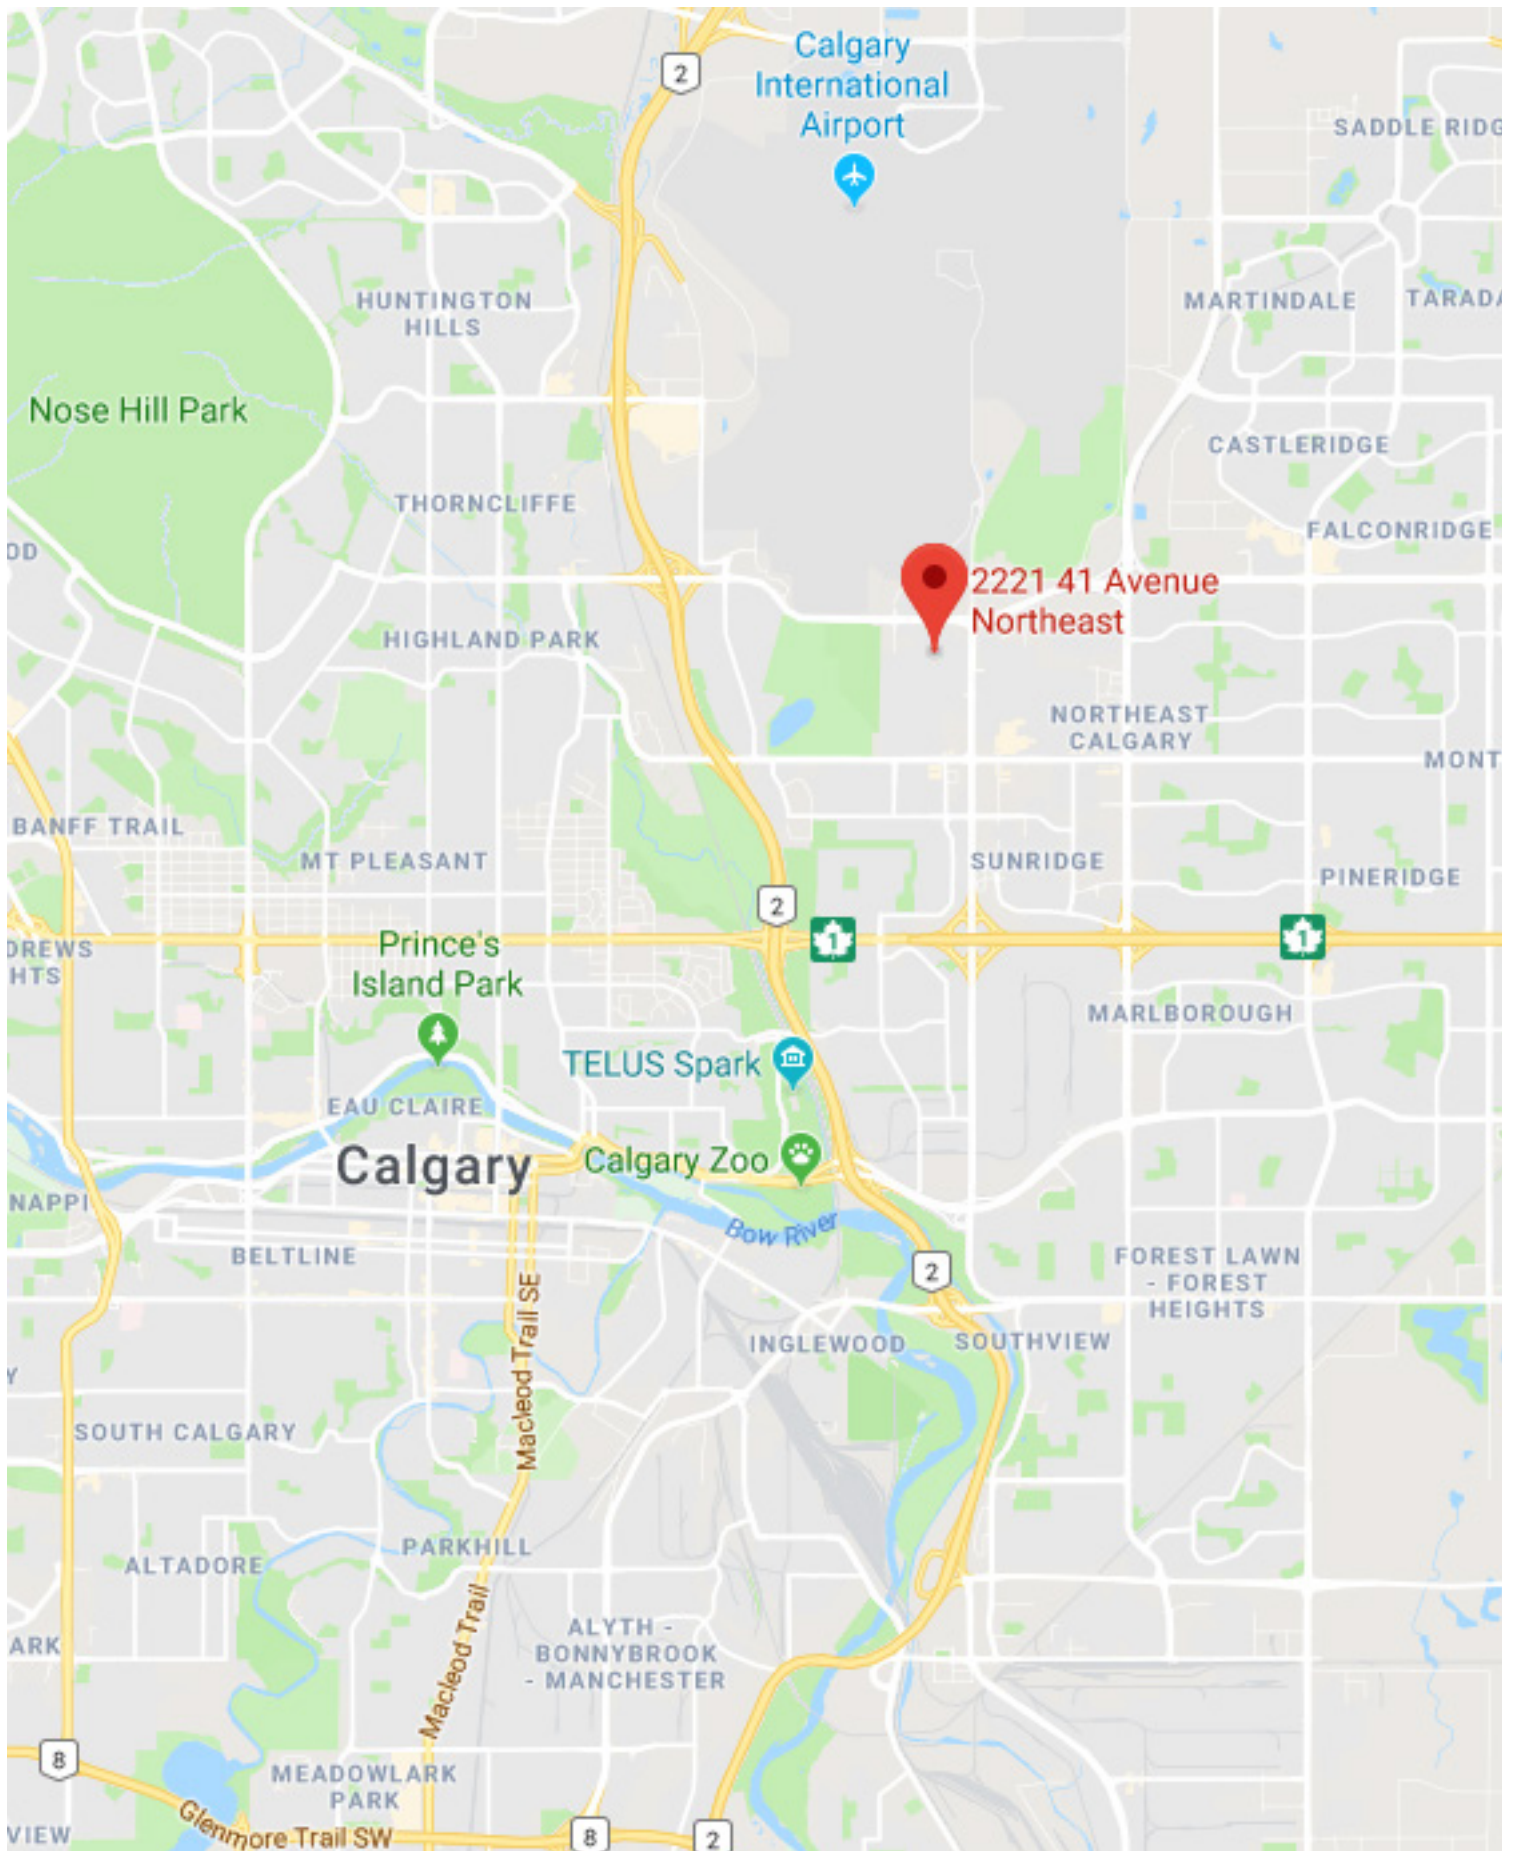 Calgary
International
Airport
2
SADDLE RIDG
HUNTINGTON
HILLS
MARTINDALE
TARADA
Nose Hill Park
CASTLERIDGE
THORNCLIFFE
FALCONRIDGE
OD
2221 41 Avenue
Northeast
HIGHLAND PARK
NORTHEAST
CALGARY
MONT
BANFF TRAIL
MT PLEASANT
SUNRIDGE
PINERIDGE
2
1
1
DREWS
HTS
Prince's
Island Park
MARLBOROUGH
TELUS Spark
EAU CLAIRE
Calgary
Calgary Zoo
NAPPI
Bow River
BELTLINE
2
FOREST LAWN
- FOREST
HEIGHTS
Macleod Trail SE
INGLEWOOD
SOUTHVIEW
Y
SOUTH CALGARY
PARKHILL
ALTADORE
Macleod Trail
ALYTH -
BONNYBROOK
- MANCHESTER
ARK
8
MEADOWLARK
PARK
VIEW
Glenmore Trail SW
8
2